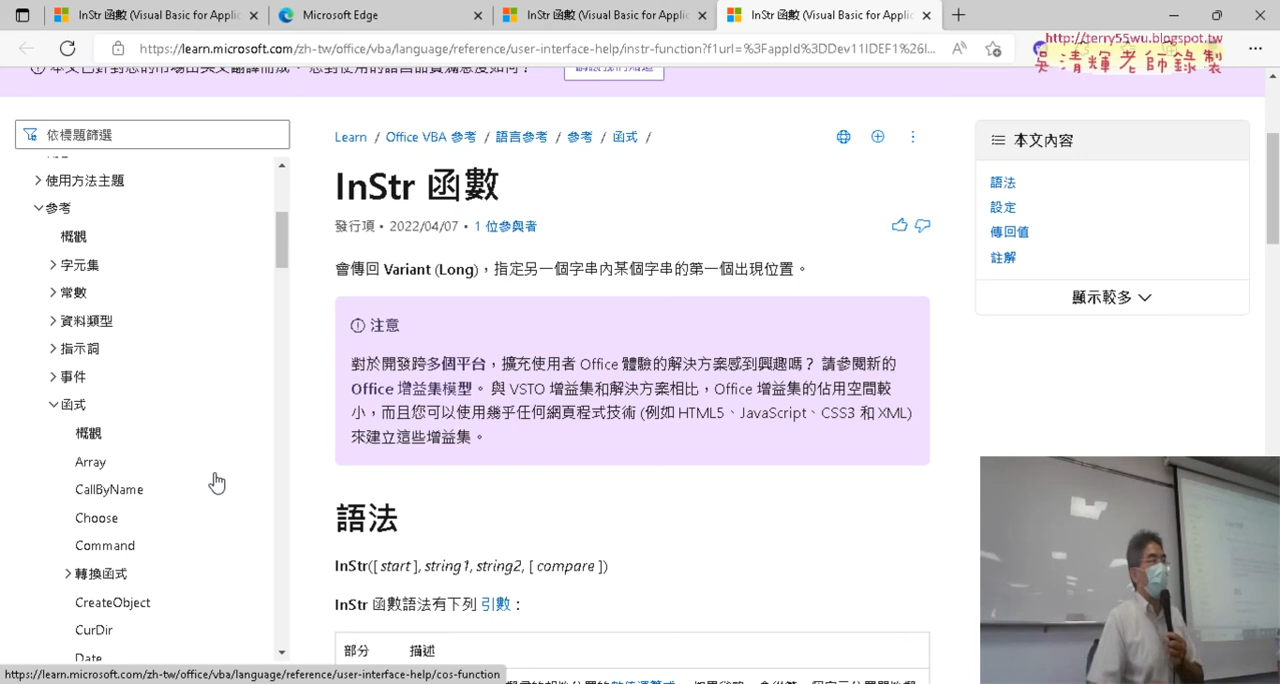 InStr 函數 (Visual Basic for Applic
Microsoft Edge
InStr 函數 (Visual Basic for Applic
InStr 函數 (Visual Basic for Applic
https://learn.microsoft.com/zh-tw/office/vba/language/reference/user-interface-help/instr-function?f1url=%3FappId%3DDev11IDEF1%26l...
http://terry55wu.blogspot.tw
吳清輝老師錄製
依標題篩選
使用方法主題
參考
概觀
字元集
常數
資料類型
指示詞
事件
函式
概觀
Array
CallByName
Choose
Command
轉換函式
CreateObject
CurDir
Date
Learn / Office VBA 參考 / 語言參考 / 參考 / 函式 /
InStr 函數
發行項 • 2022/04/07 • 1 位參與者
會傳回 Variant (Long)，指定另一個字串內某個字串的第一個出現位置。
注意
對於開發跨多個平台，擴充使用者 Office 體驗的解決方案感到興趣嗎？ 請參閱新的
Office 增益集模型。 與 VSTO 增益集和解決方案相比，Office 增益集的佔用空間較
小，而且您可以使用幾乎任何網頁程式技術 (例如 HTML5、JavaScript、CSS3 和 XML)
來建立這些增益集。
語法
InStr([ start ], string1, string2, [ compare ])
InStr 函數語法有下列 引數：
部分 描述
本文內容
語法
設定
傳回值
註解
顯示較多
https://learn.microsoft.com/zh-tw/office/vba/language/reference/user-interface-help/cos-function